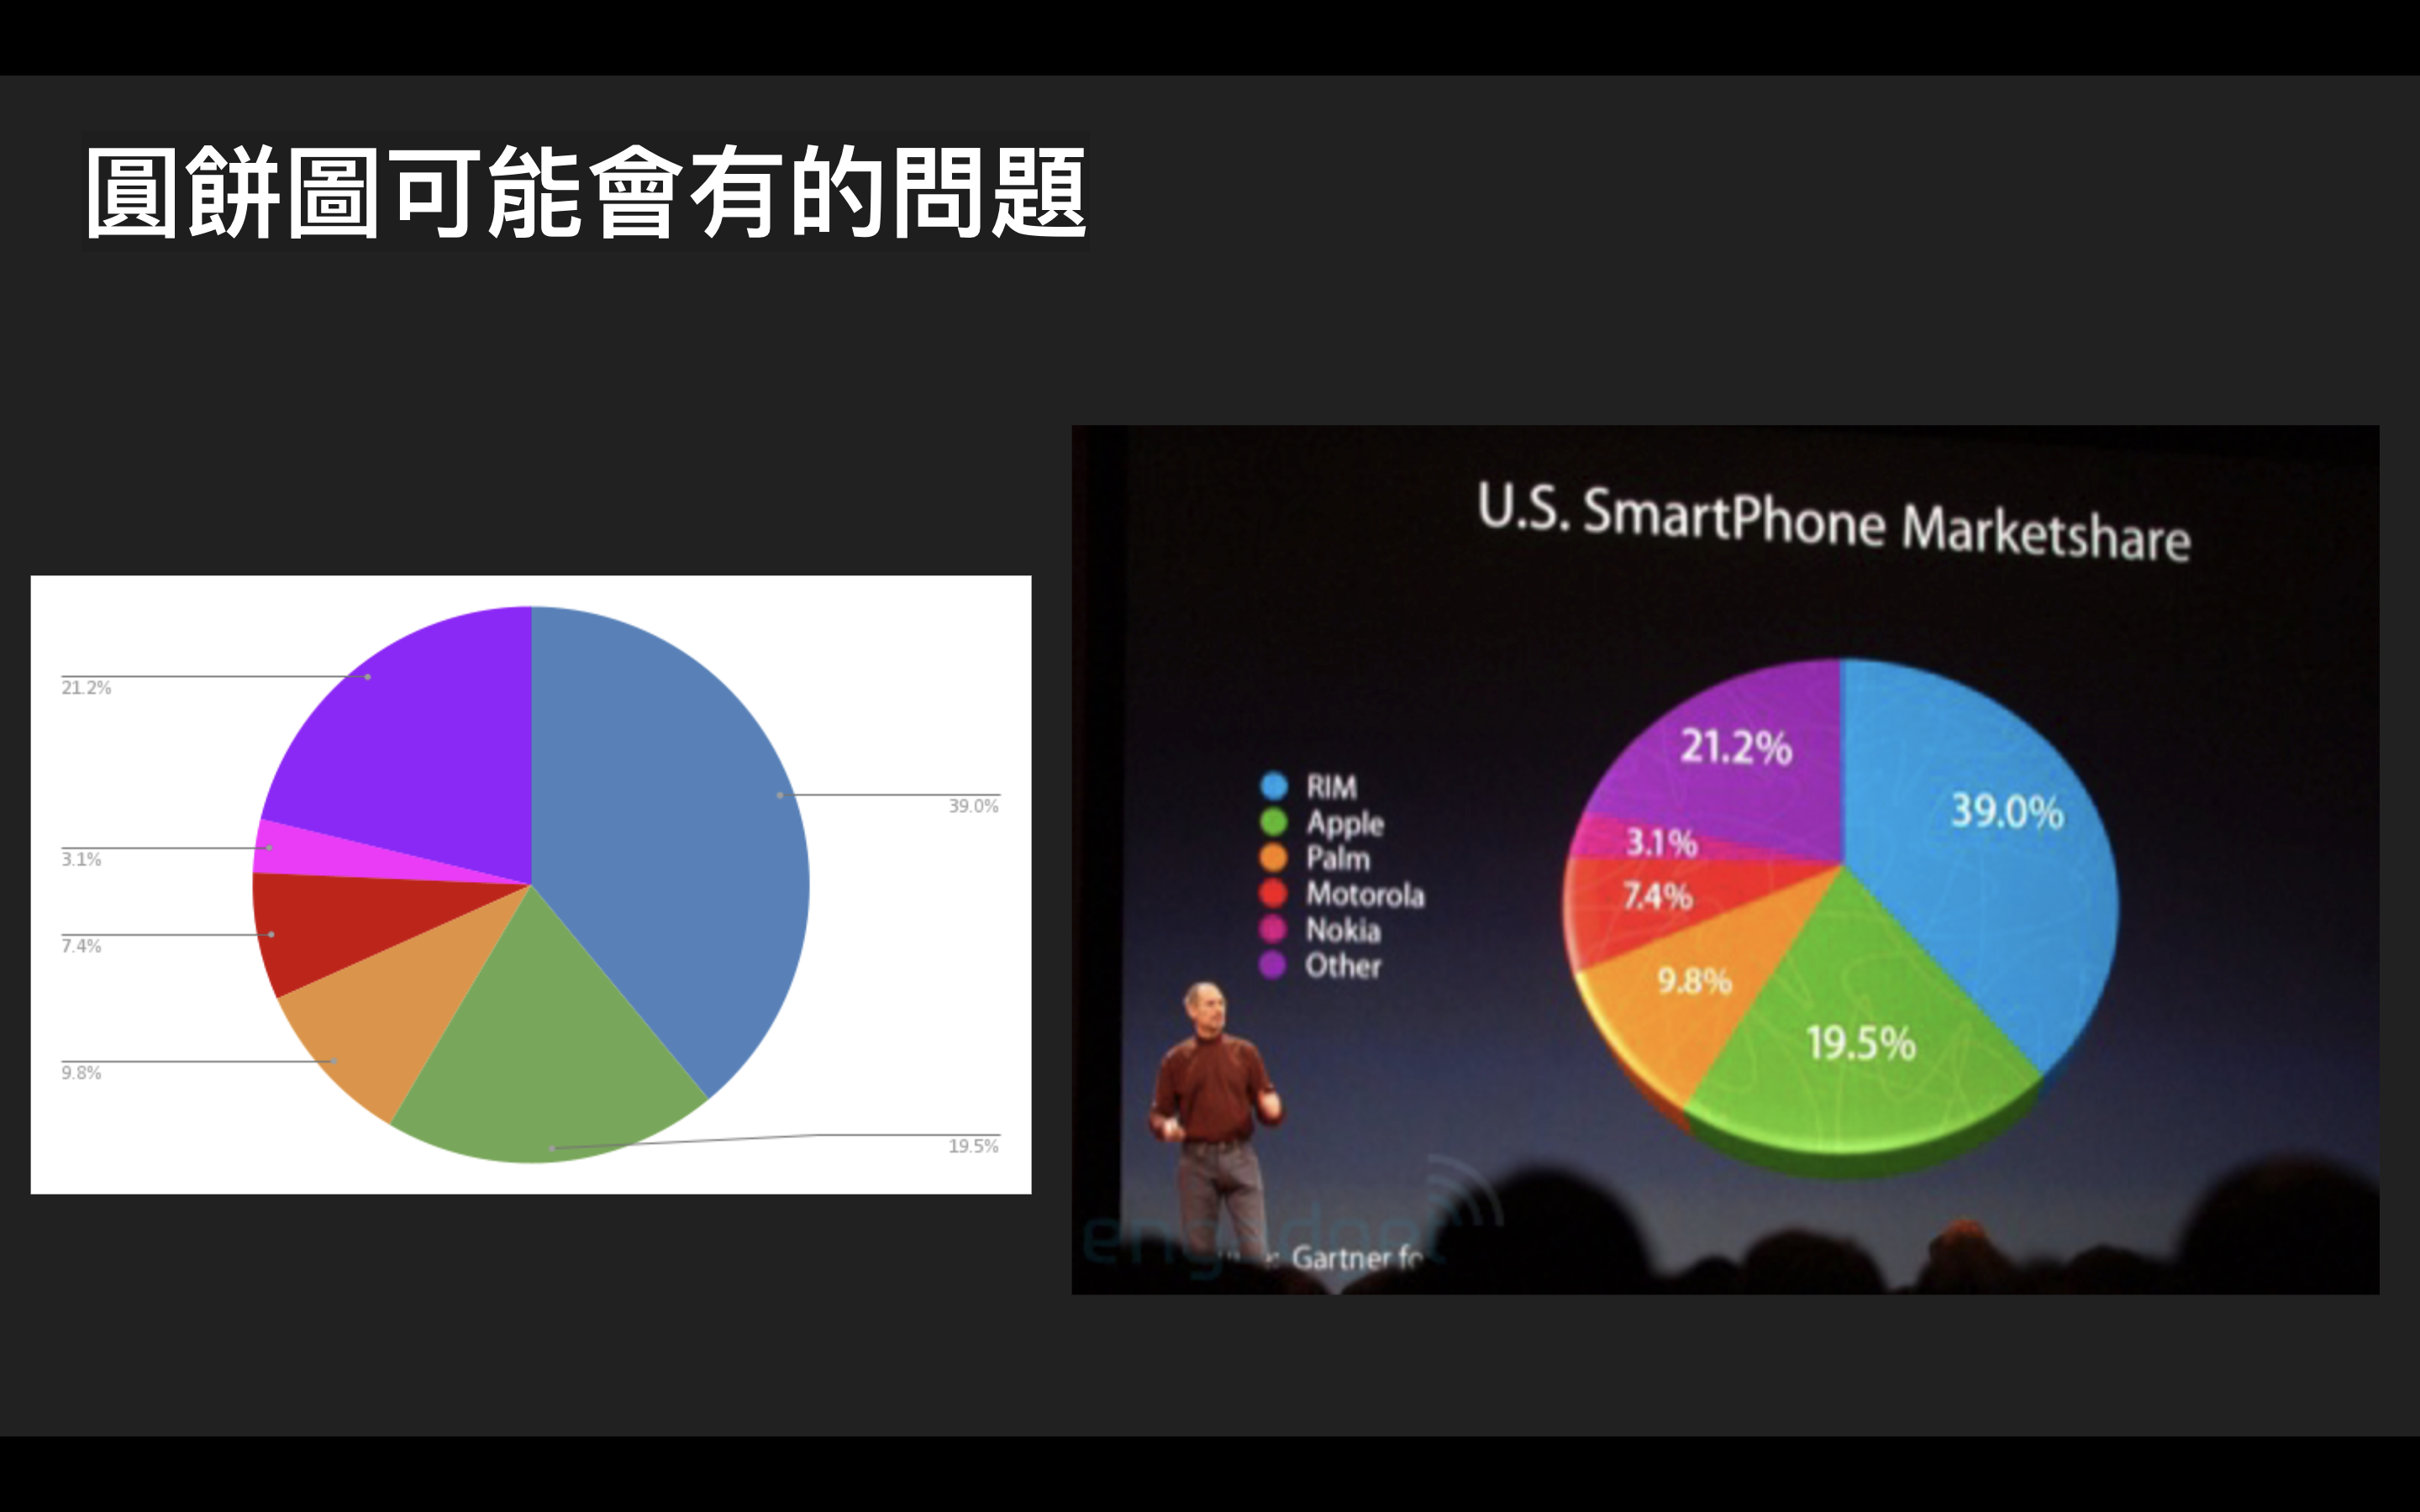 圓餅圖可能會有的問題
21.2%
3.1%
7.4%
9.8%
39.0%
19.5%
U.S. SmartPhone Marketshare
RIM
Apple
Palm
Motorola
Nokia
Other
21.2%
3.1%
7.4%
9.8%
39.0%
19.5%
engadget
Gartner fo